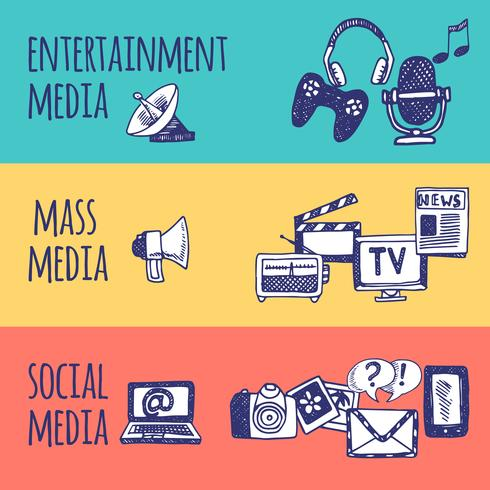 ENTERTAINMENT
MEDIA
MASS
MEDIA
NEWS
TV
SOCIAL
MEDIA
@
? !